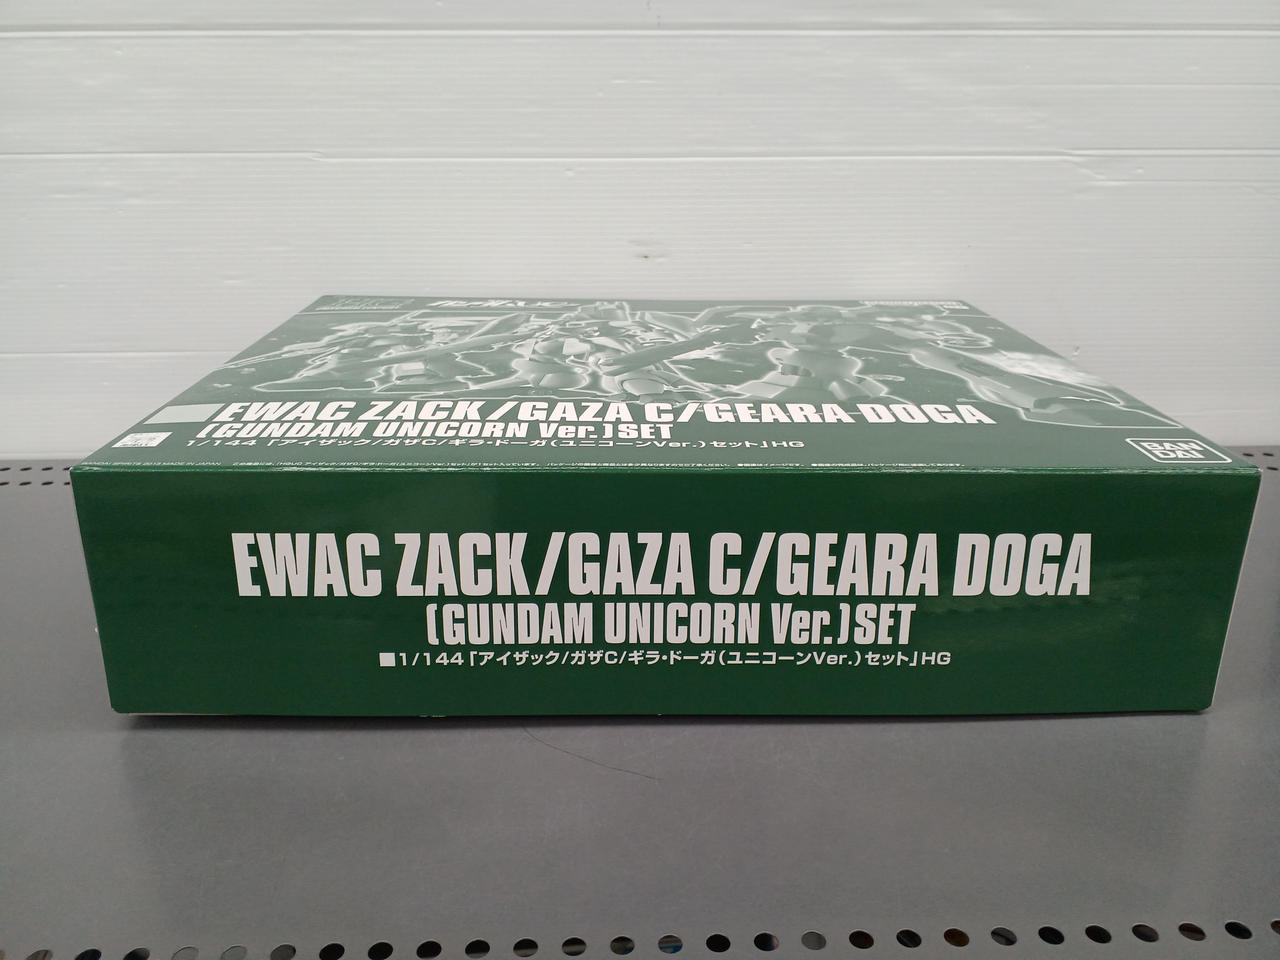 EWAC ZACK/GAZA C/GEARA DOGA
(GUNDAM UNICORN Ver.)SET
1/144「アイザック/ガザC/ギラ・ドーガ(ユニコーンVer.)セット」HG
BAN
DAI
EWAC ZACK/GAZA C/GEARA DOGA
(GUNDAM UNICORN Ver.)SET
■1/144「アイザック/ガザC/ギラ・ドーガ(ユニコーンVer.)セット」HG